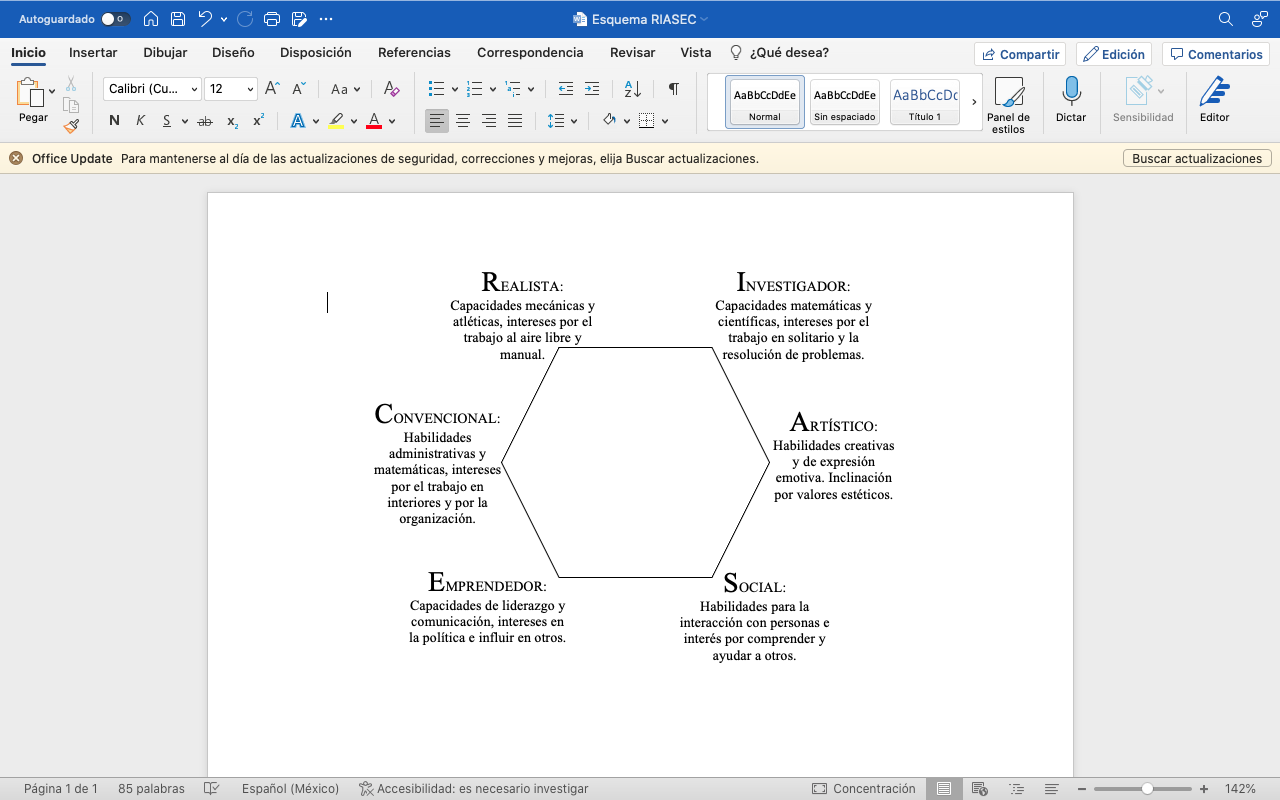 Autoguardado
Esquema RIASEC
Inicio
Insertar
Dibujar
Diseño
Disposición
Referencias
Correspondencia
Revisar
Vista
¿Qué desea?
Compartir
Edición
Comentarios
Pegar
Calibri (Cu...
12
N K S ab x₂ x²
AaBbCcDdEe
Normal
AaBbCcDdEe
Sin espaciado
AaBbCcDc
Título 1
Panel de
estilos
Dictar
Sensibilidad
Editor
Office Update Para mantenerse al día de las actualizaciones de seguridad, correcciones y mejoras, elija Buscar actualizaciones.
Buscar actualizaciones
REALISTA:
Capacidades mecánicas y
atléticas, intereses por el
trabajo al aire libre y
manual.
INVESTIGADOR:
Capacidades matemáticas y
científicas, intereses por el
trabajo en solitario y la
resolución de problemas.
CONVENCIONAL:
Habilidades
administrativas y
matemáticas, intereses
por el trabajo en
interiores y por la
organización.
ARTÍSTICO:
Habilidades creativas
y de expresión
emotiva. Inclinación
por valores estéticos.
EMPRENDEDOR:
Capacidades de liderazgo y
comunicación, intereses en
la política e influir en otros.
SOCIAL:
Habilidades para la
interacción con personas e
interés por comprender y
ayudar a otros.
Página 1 de 1
85 palabras
Español (México)
Accesibilidad: es necesario investigar
Concentración
142%